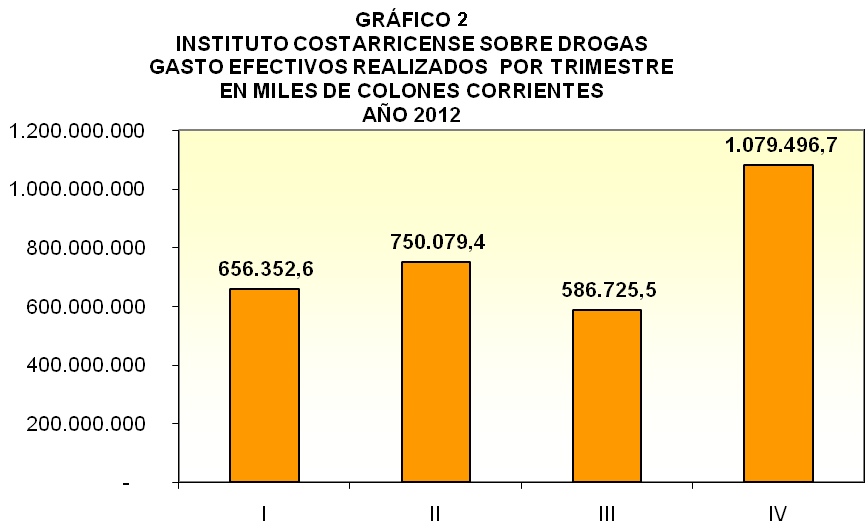 GRÁFICO 2
INSTITUTO COSTARRICENSE SOBRE DROGAS
GASTO EFECTIVOS REALIZADOS POR TRIMESTRE
EN MILES DE COLONES CORRIENTES
AÑO 2012
1.200.000.000
1.000.000.000
800.000.000
600.000.000
400.000.000
200.000.000
-
656.352,6
750.079,4
586.725,5
1.079.496,7
I
II
III
IV